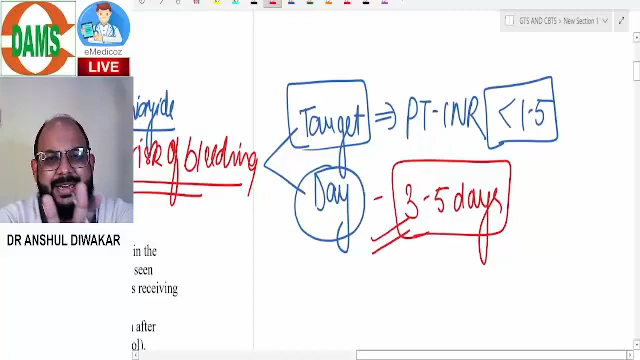 DAMS
eMedicoz
LIVE
GTS AND CBTS > New Section 1
risk of bleeding
Target ⇒ PT-INR < 1.5
Day - 3-5 days
DR ANSHUL DIWAKAR
in the
seen
s receiving
n after
ol).